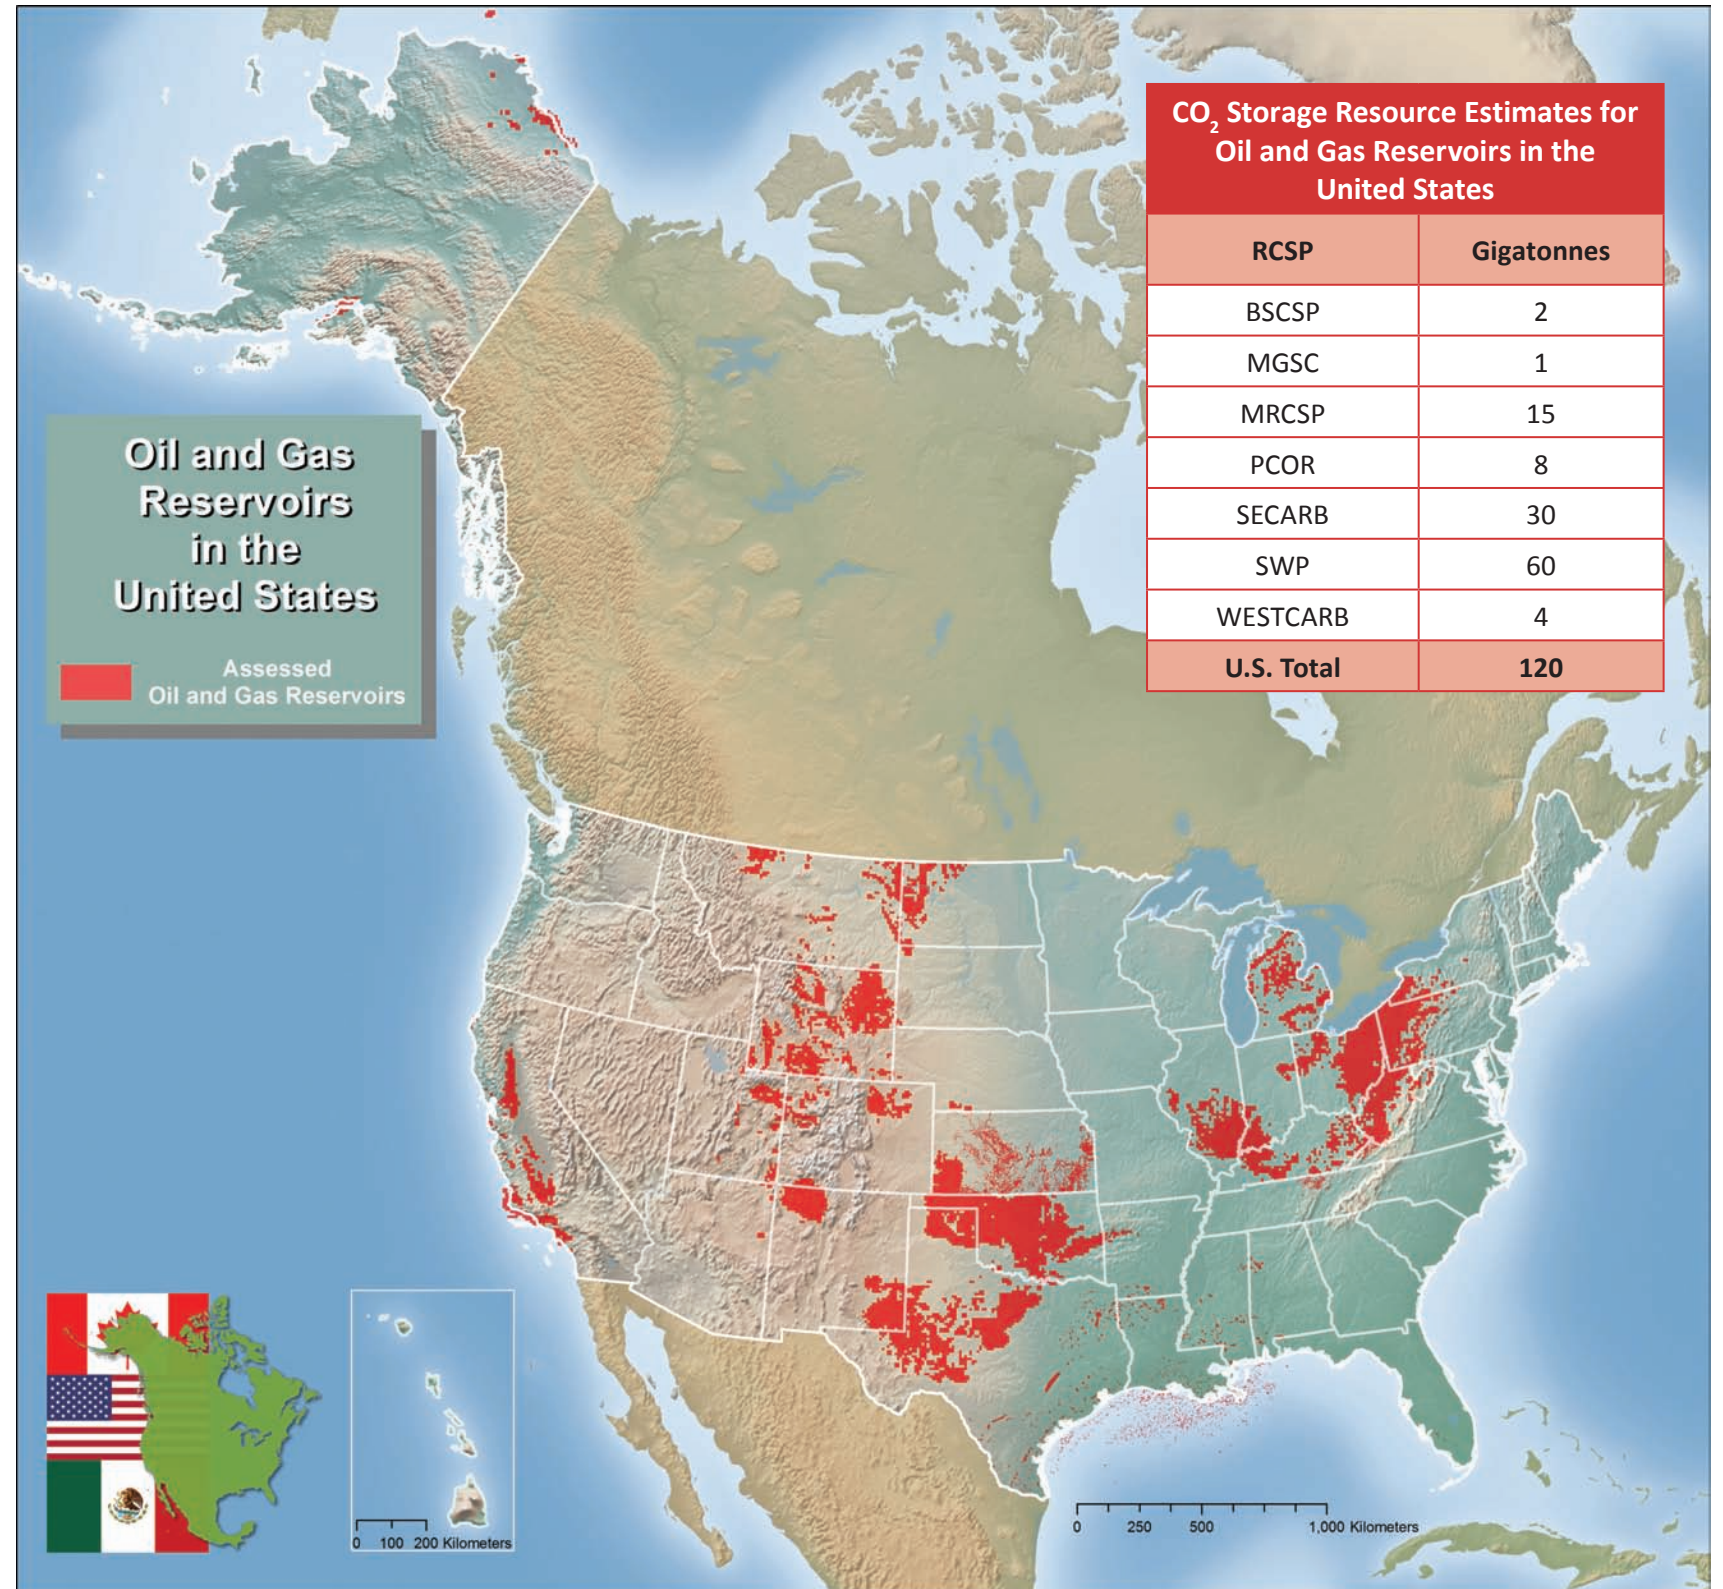 CO2 Storage Resource Estimates for
Oil and Gas Reservoirs in the
United States
RCSP Gigatonnes
BSCSP 2
MGSC 1
MRCSP 15
PCOR 8
SECARB 30
SWP 60
WESTCARB 4
U.S. Total 120
Oil and Gas
Reservoirs
in the
United States
Assessed
Oil and Gas Reservoirs
0 100 200 Kilometers
0 250 500 1,000 Kilometers